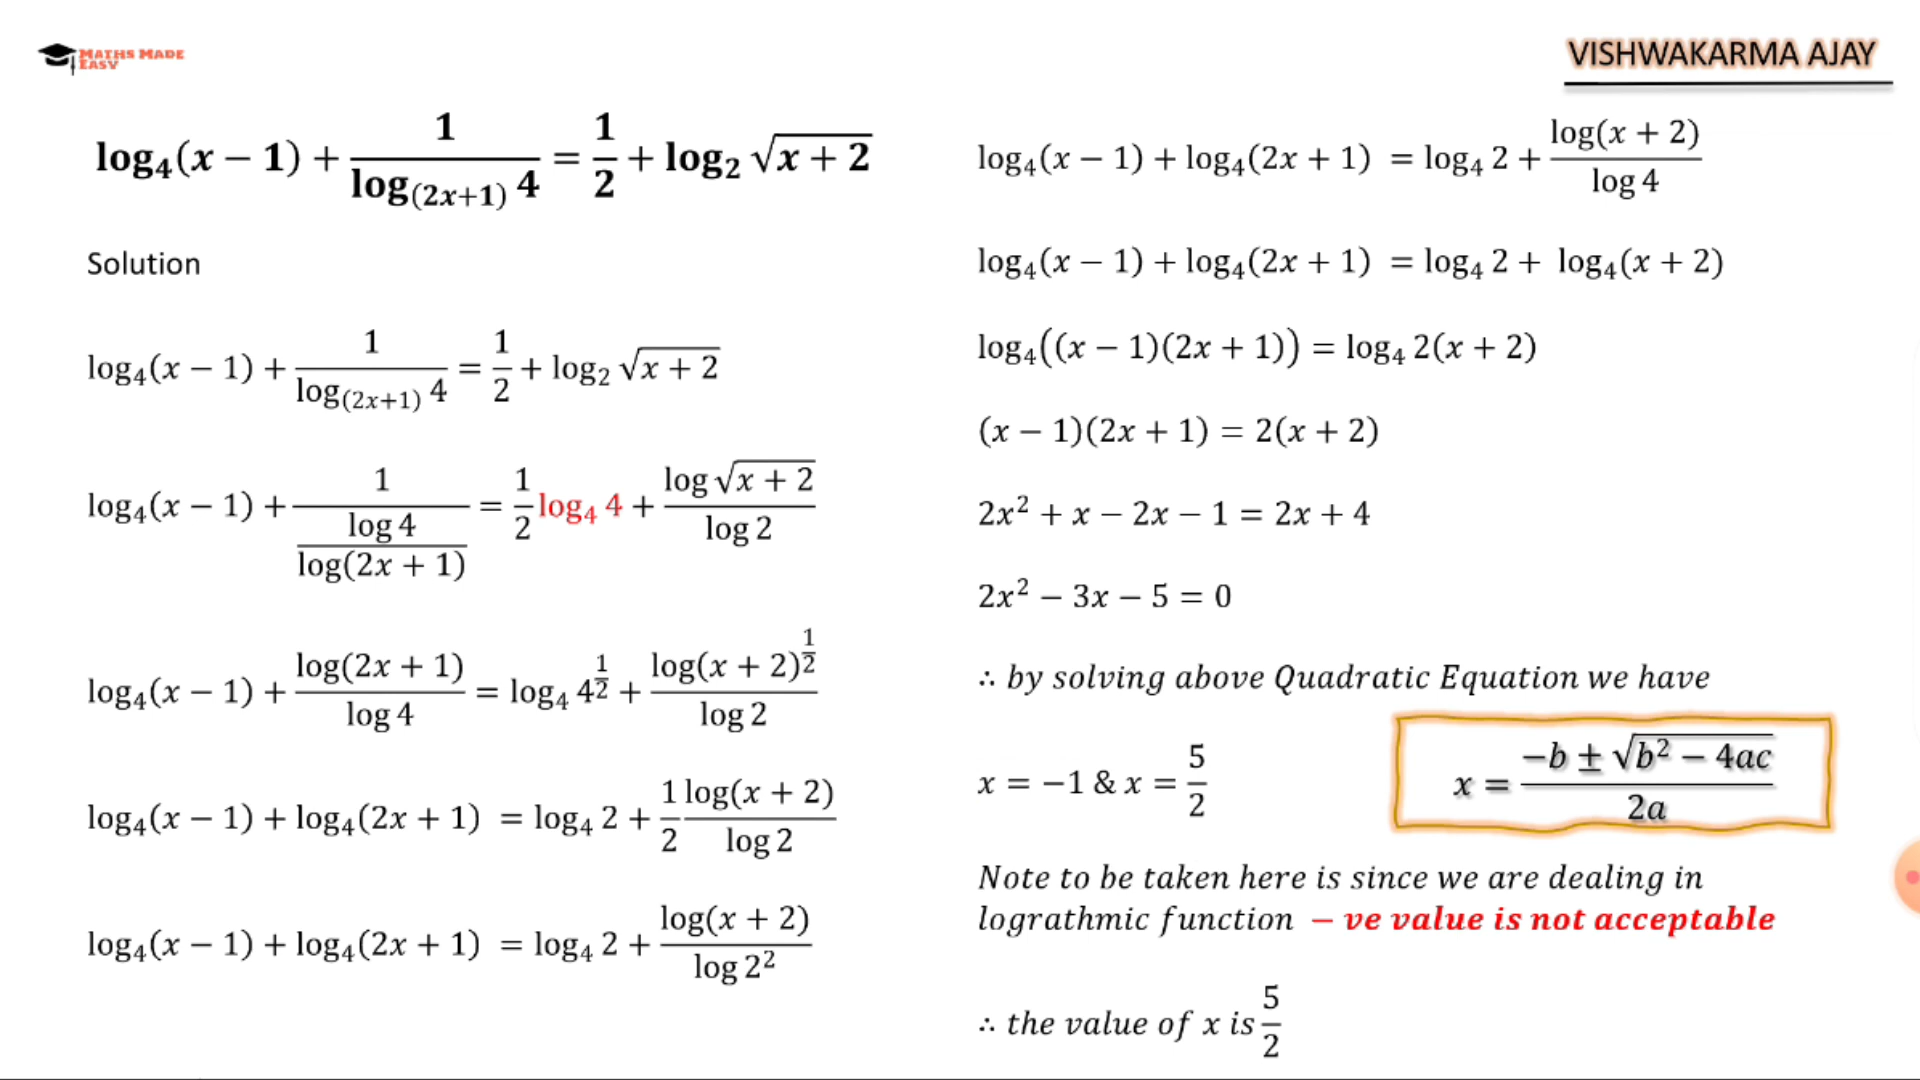 MATHS MADE
EASY
VISHWAKARMA AJAY
log₄(x − 1) + 1/log₍₂ₓ₊₁₎ 4 = 1/2 + log₂ √(x + 2)
Solution
log₄(x − 1) + 1/log₍₂ₓ₊₁₎ 4 = 1/2 + log₂ √(x + 2)
log₄(x − 1) + 1/(log 4/log(2x + 1)) = 1/2 log₄ 4 + log √(x + 2)/log 2
log₄(x − 1) + log(2x + 1)/log 4 = log₄ 4^(1/2) + log(x + 2)^(1/2)/log 2
log₄(x − 1) + log₄(2x + 1) = log₄ 2 + 1/2 log(x + 2)/log 2
log₄(x − 1) + log₄(2x + 1) = log₄ 2 + log(x + 2)/log 2²
log₄(x − 1) + log₄(2x + 1) = log₄ 2 + log(x + 2)/log 4
log₄(x − 1) + log₄(2x + 1) = log₄ 2 + log₄(x + 2)
log₄((x − 1)(2x + 1)) = log₄ 2(x + 2)
(x − 1)(2x + 1) = 2(x + 2)
2x² + x − 2x − 1 = 2x + 4
2x² − 3x − 5 = 0
∴ by solving above Quadratic Equation we have
x = −1 & x = 5/2
x = (−b ± √(b² − 4ac))/2a
Note to be taken here is since we are dealing in
lograthmic function − ve value is not acceptable
∴ the value of x is 5/2